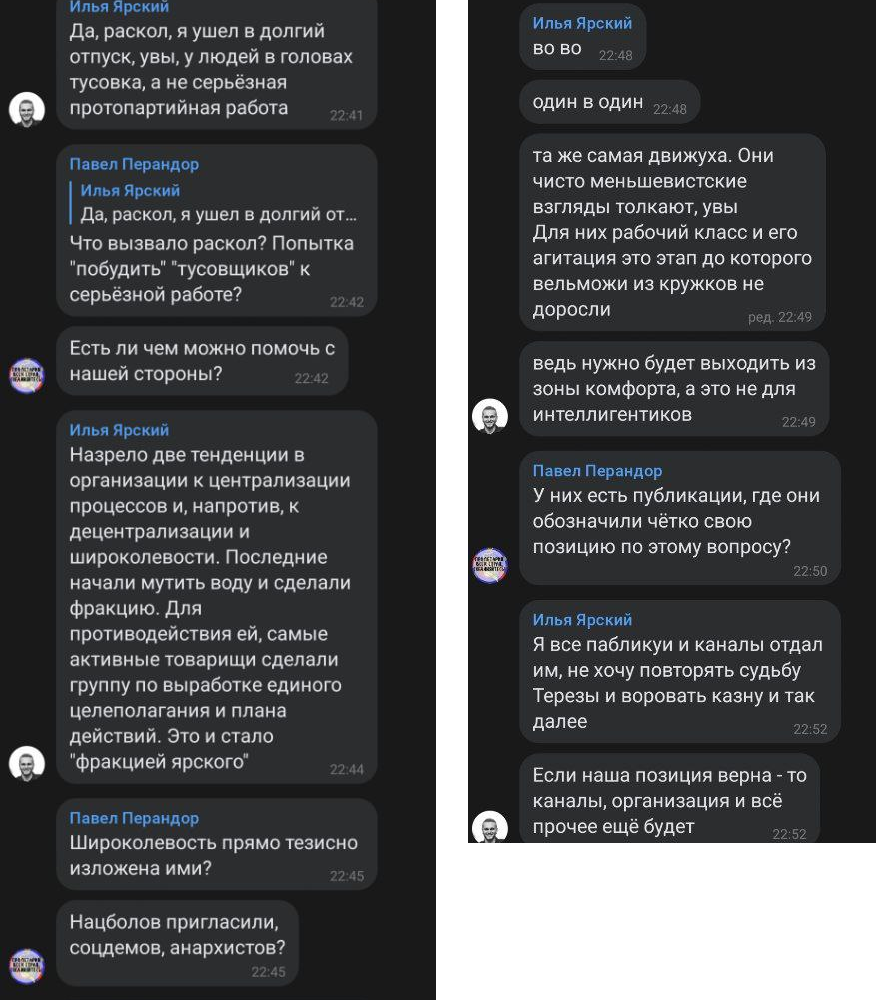 Илья Ярский
Да, раскол, я ушел в долгий
отпуск, увы, у людей в головах
тусовка, а не серьёзная
протопартийная работа
22:41
Павел Перандор
Илья Ярский
Да, раскол, я ушел в долгий от...
Что вызвало раскол? Попытка
"побудить" "тусовщиков" к
серьёзной работе?
22:42
Есть ли чем можно помочь с
нашей стороны?
22:42
Илья Ярский
Назрело две тенденции в
организации к централизации
процессов и, напротив, к
децентрализации и
широколевости. Последние
начали мутить воду и сделали
фракцию. Для
противодействия ей, самые
активные товарищи сделали
группу по выработке единого
целеполагания и плана
действий. Это и стало
"фракцией ярского"
22:44
Павел Перандор
Широколевость прямо тезисно
изложена ими?
22:45
Нацболов пригласили,
соцдемов, анархистов?
22:45
Илья Ярский
во во
22:48
один в один
22:48
та же самая движуха. Они
чисто меньшевистские
взгляды толкают, увы
Для них рабочий класс и его
агитация это этап до которого
вельможи из кружков не
доросли
ред. 22:49
ведь нужно будет выходить из
зоны комфорта, а это не для
интеллигентиков
22:49
Павел Перандор
У них есть публикации, где они
обозначили чётко свою
позицию по этому вопросу?
22:50
Илья Ярский
Я все пабликуи и каналы отдал
им, не хочу повторять судьбу
Терезы и воровать казну и так
далее
22:52
Если наша позиция верна - то
каналы, организация и всё
прочее ещё будет
22:52